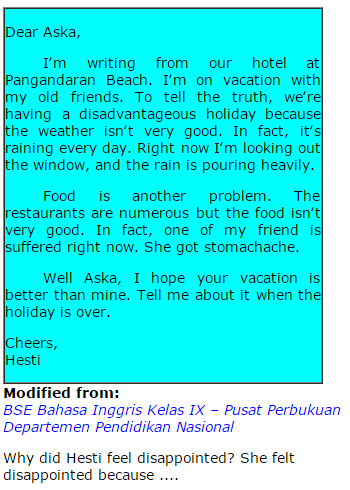 Dear Aska,
I'm writing from our hotel at
Pangandaran Beach. I'm on vacation with
my old friends. To tell the truth, we're
having a disadvantageous holiday because
the weather isn't very good. In fact, it's
raining every day. Right now I'm looking out
the window, and the rain is pouring heavily.
Food is another problem. The
restaurants are numerous but the food isn't
very good. In fact, one of my friend is
suffered right now. She got stomachache.
Well Aska, I hope your vacation is
better than mine. Tell me about it when the
holiday is over.
Cheers,
Hesti
Modified from:
BSE Bahasa Inggris Kelas IX – Pusat Perbukuan
Departemen Pendidikan Nasional
Why did Hesti feel disappointed? She felt
disappointed because ....